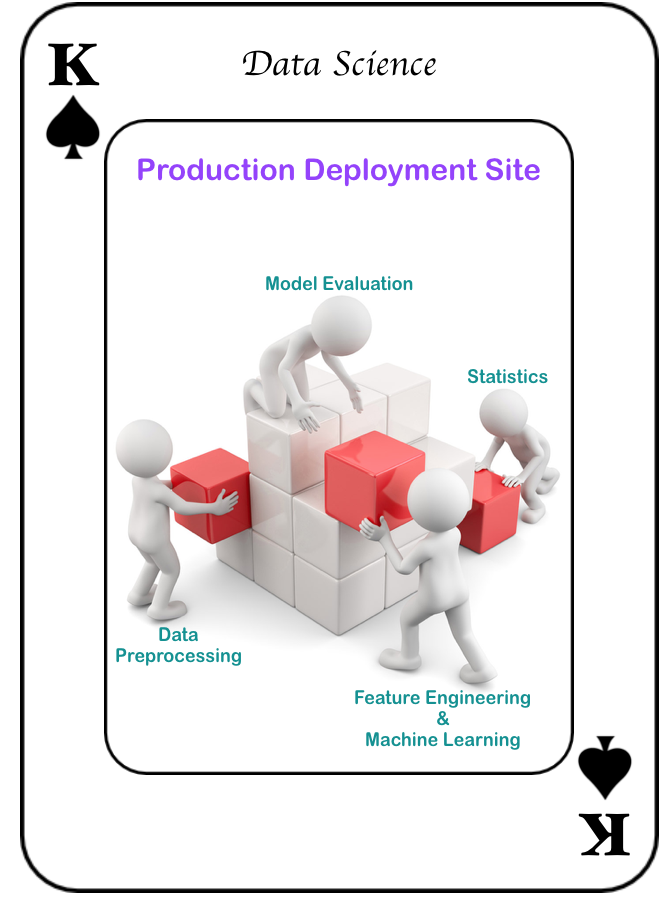 K
Data Science
Production Deployment Site
Model Evaluation
Statistics
Data
Preprocessing
Feature Engineering
&
Machine Learning
K